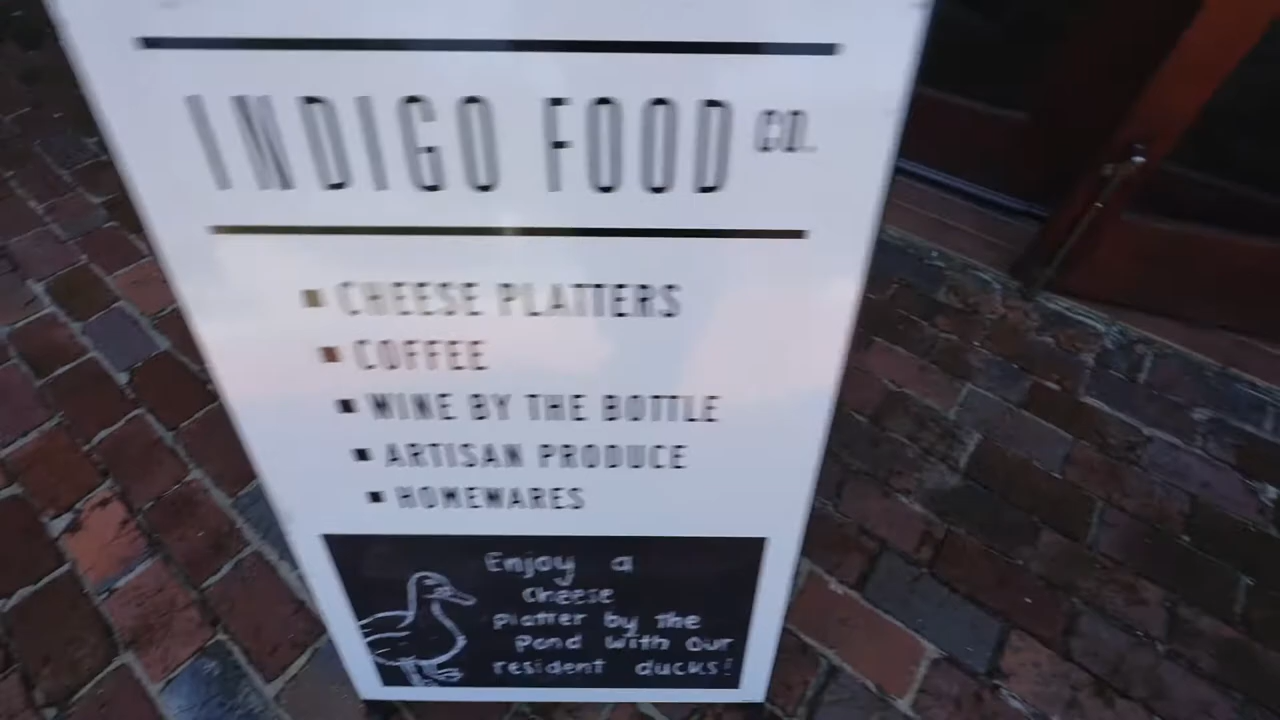 INDIGO FOOD CO.
CHEESE PLATTERS
COFFEE
WINE BY THE BOTTLE
ARTISAN PRODUCE
HOMEWARES
Enjoy a
Cheese
platter by the
Pond with our
resident ducks!